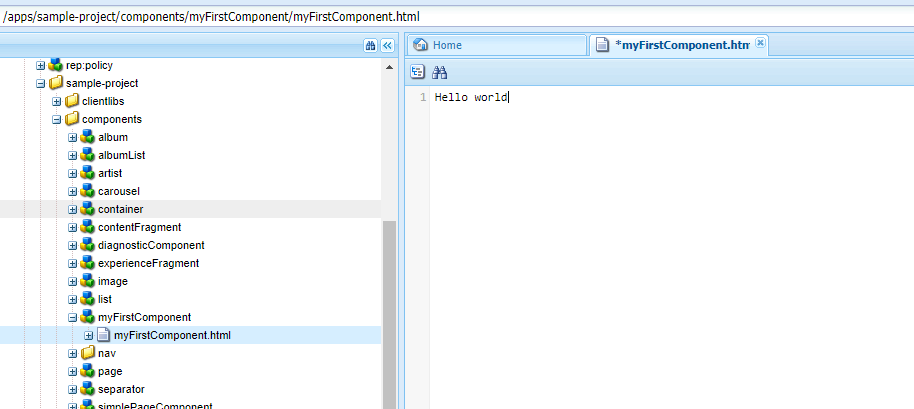 /apps/sample-project/components/myFirstComponent/myFirstComponent.html
Home
*myFirstComponent.htm
rep:policy
sample-project
clientlibs
components
album
albumList
artist
carousel
container
contentFragment
diagnosticComponent
experienceFragment
image
list
myFirstComponent
myFirstComponent.html
nav
page
separator
simplePageComponent
1 Hello world